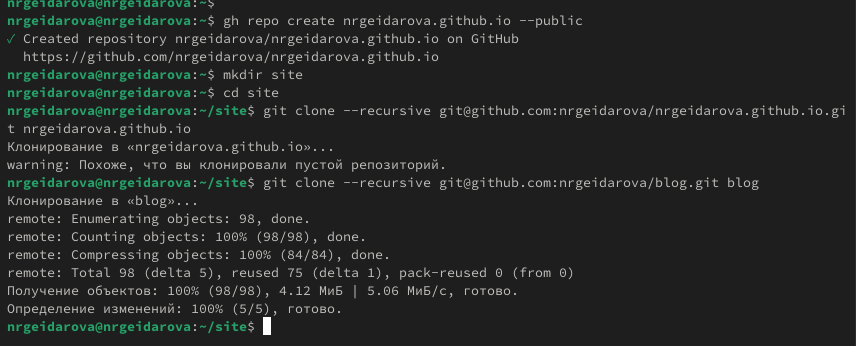 nrgeidarova@nrgeidarova:~$
nrgeidarova@nrgeidarova:~$ gh repo create nrgeidarova.github.io --public
✓ Created repository nrgeidarova/nrgeidarova.github.io on GitHub
https://github.com/nrgeidarova/nrgeidarova.github.io
nrgeidarova@nrgeidarova:~$ mkdir site
nrgeidarova@nrgeidarova:~$ cd site
nrgeidarova@nrgeidarova:~/site$ git clone --recursive git@github.com:nrgeidarova/nrgeidarova.github.io.gi
t nrgeidarova.github.io
Клонирование в «nrgeidarova.github.io»...
warning: Похоже, что вы клонировали пустой репозиторий.
nrgeidarova@nrgeidarova:~/site$ git clone --recursive git@github.com:nrgeidarova/blog.git blog
Клонирование в «blog»...
remote: Enumerating objects: 98, done.
remote: Counting objects: 100% (98/98), done.
remote: Compressing objects: 100% (84/84), done.
remote: Total 98 (delta 5), reused 75 (delta 1), pack-reused 0 (from 0)
Получение объектов: 100% (98/98), 4.12 МиБ | 5.06 МиБ/с, готово.
Определение изменений: 100% (5/5), готово.
nrgeidarova@nrgeidarova:~/site$